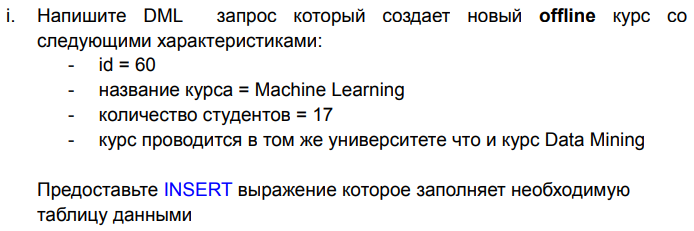 i. Напишите DML запрос который создает новый offline курс со
следующими характеристиками:
- id = 60
- название курса = Machine Learning
- количество студентов = 17
- курс проводится в том же университете что и курс Data Mining
Предоставьте INSERT выражение которое заполняет необходимую
таблицу данными